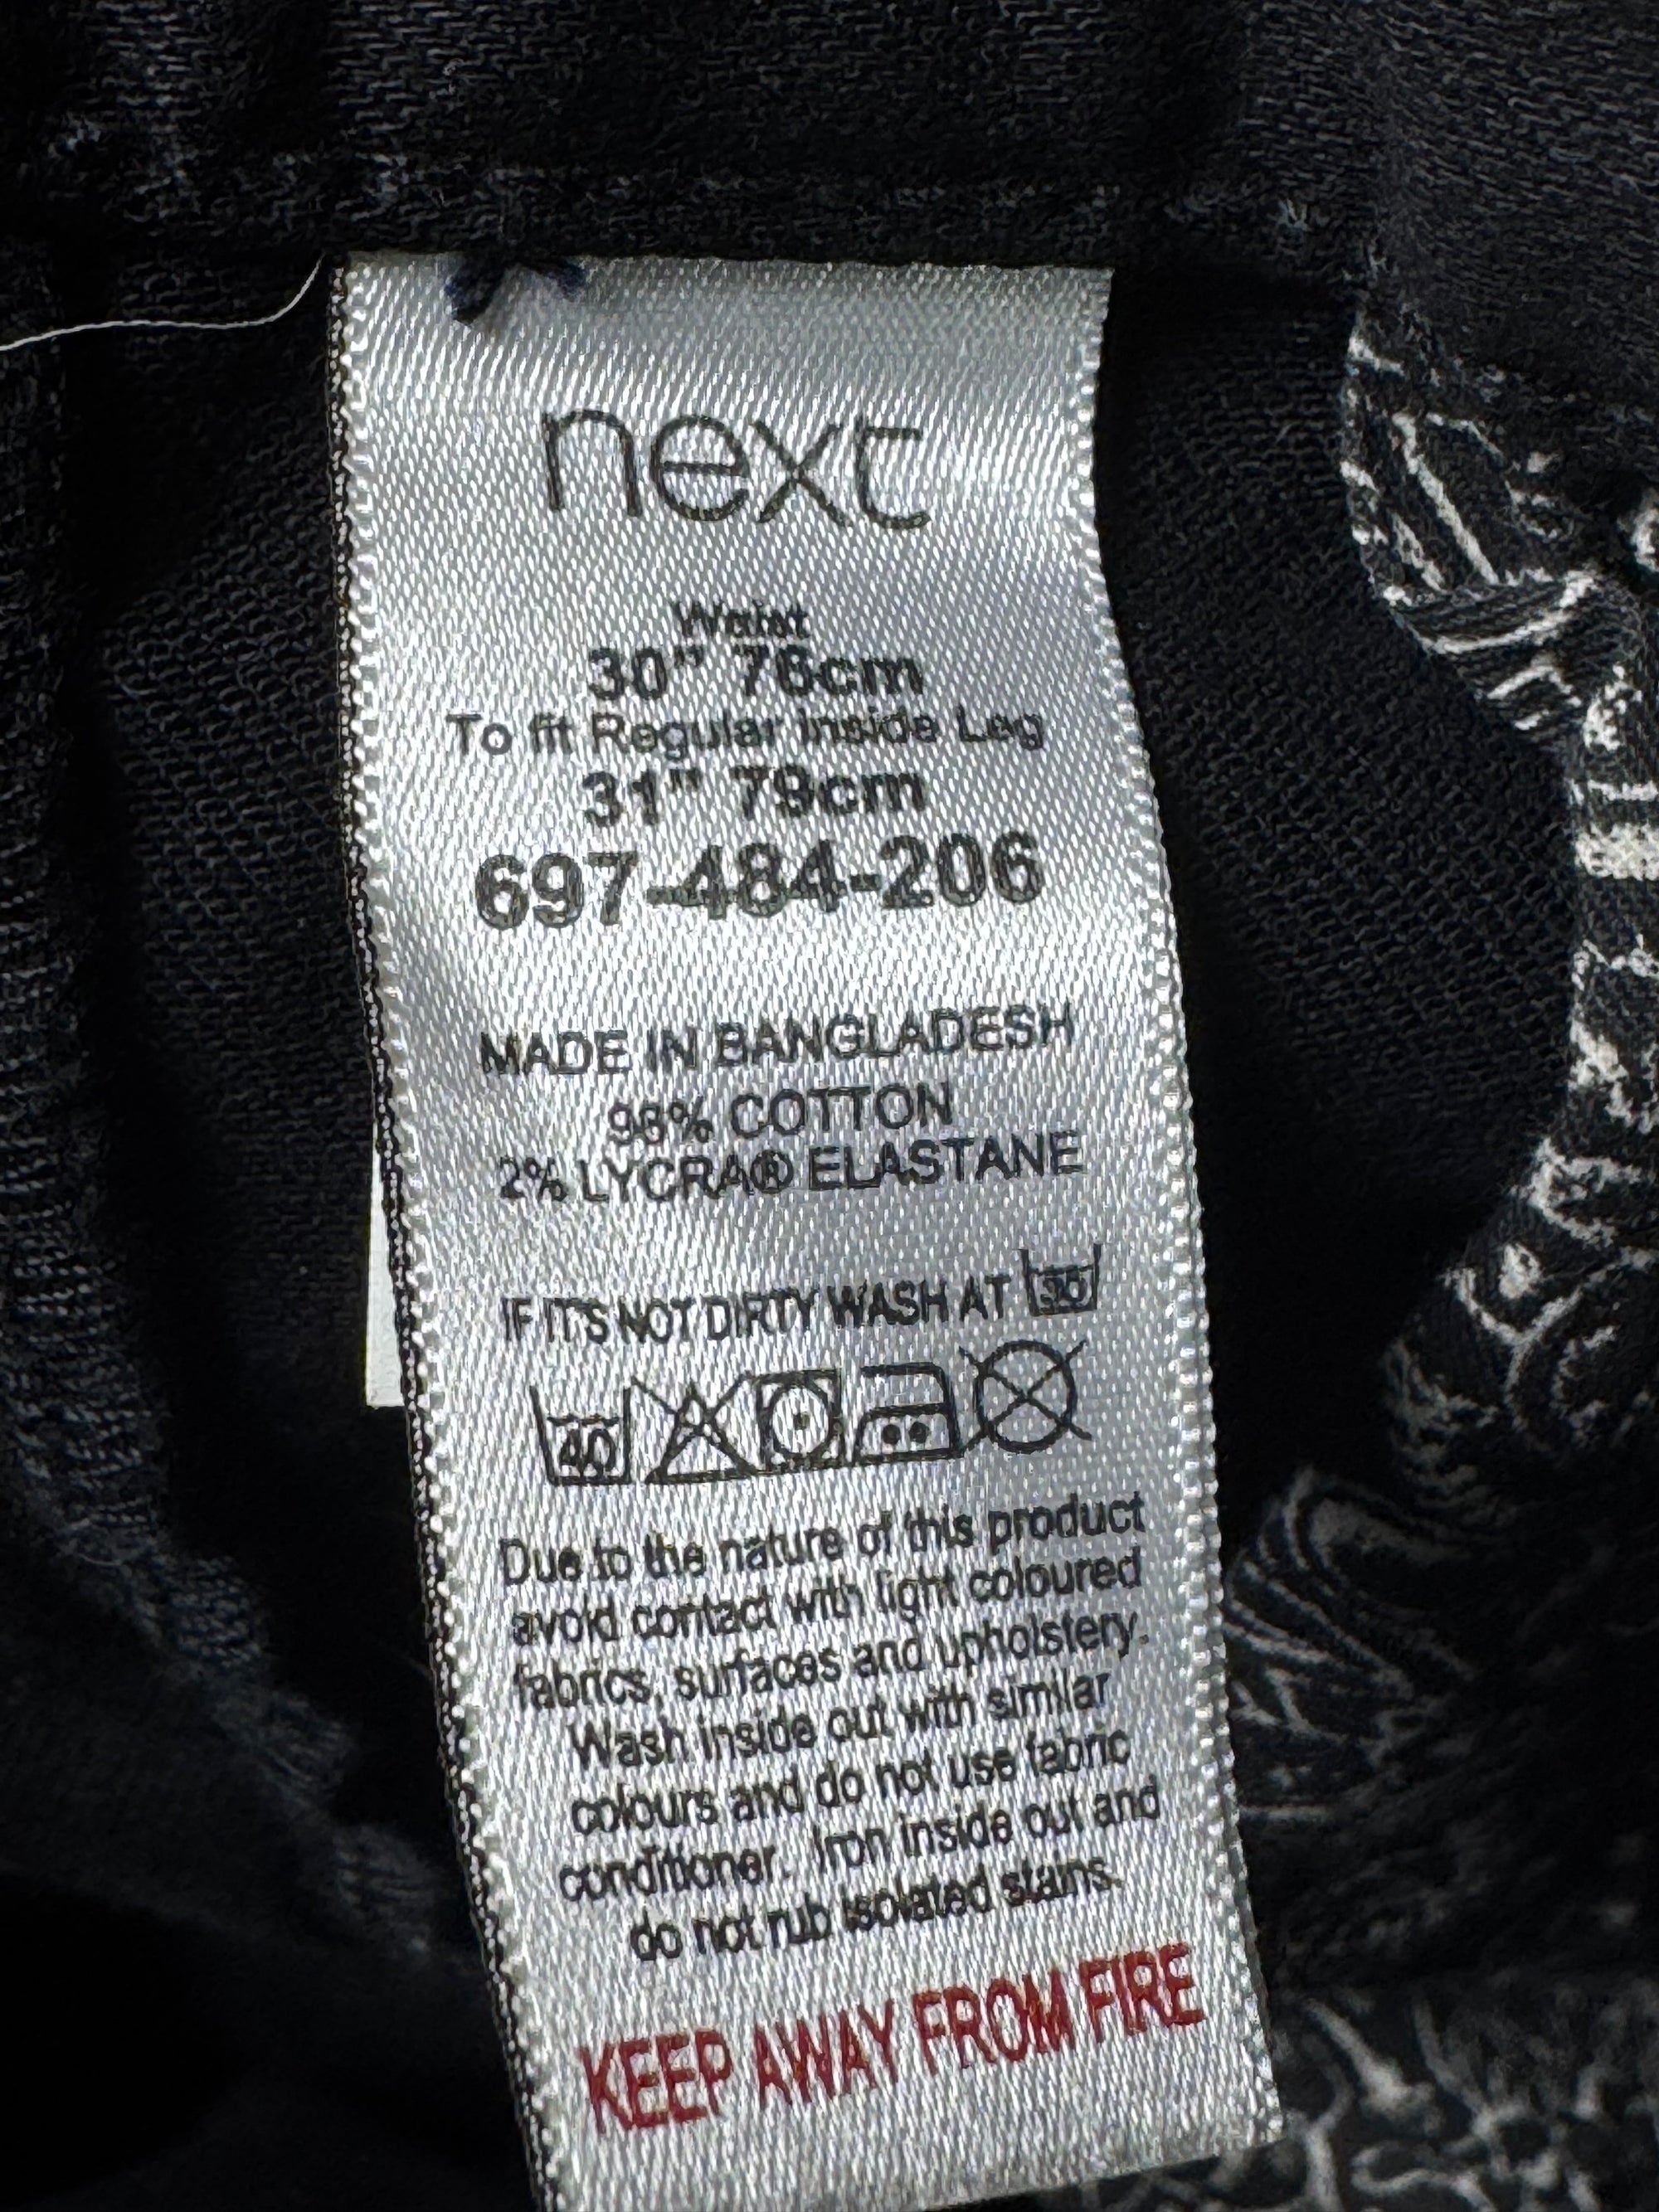 next
Waist
30" 76cm
To fit Regular Inside Leg
31" 79cm
697-484-206
MADE IN BANGLADESH
98% COTTON
2% LYCRA® ELASTANE
IF IT'S NOT DIRTY WASH AT 30
40
Due to the nature of this product
avoid contact with light coloured
fabrics, surfaces and upholstery.
Wash inside out with similar
colours and do not use fabric
conditioner. Iron inside out and
do not rub isolated stains.
KEEP AWAY FROM FIRE